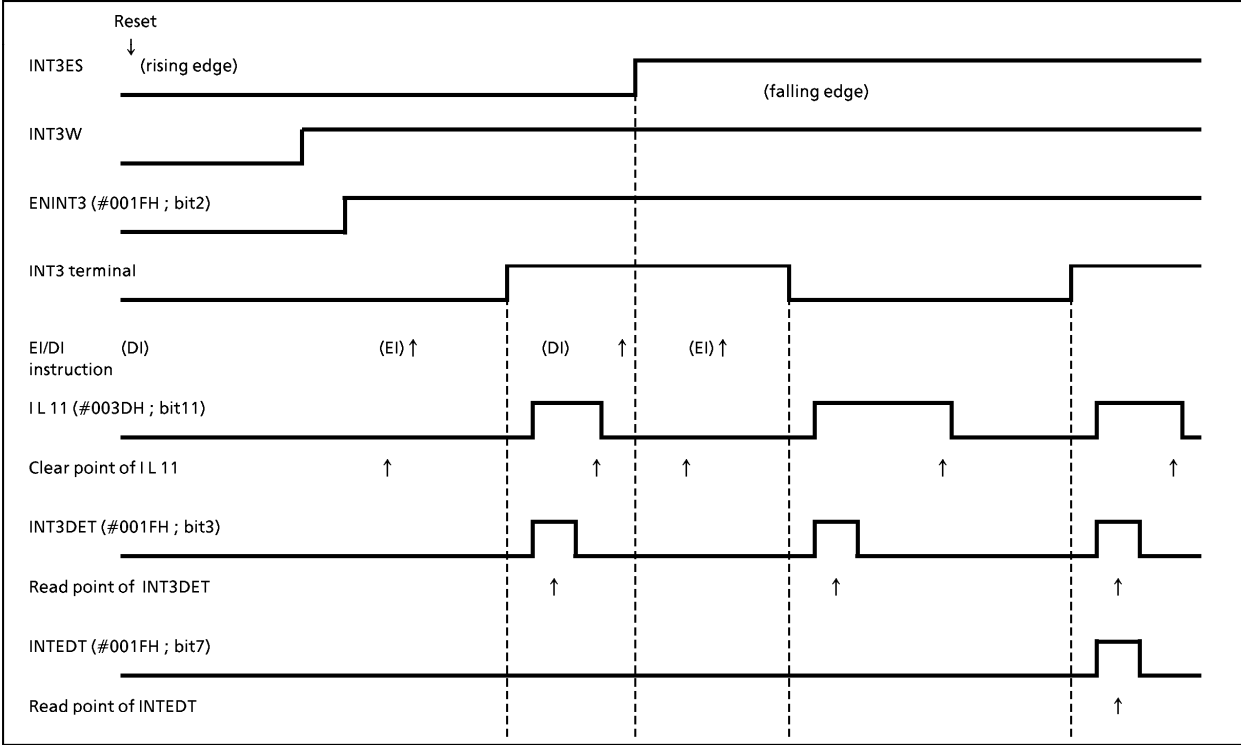 Reset
↓
INT3ES (rising edge)
(falling edge)
INT3W
ENINT3 (#001FH ; bit2)
INT3 terminal
EI/DI (DI) (EI)↑ (DI) ↑ (EI)↑
instruction
I L 11 (#003DH ; bit11)
Clear point of I L 11 ↑ ↑ ↑ ↑ ↑
INT3DET (#001FH ; bit3)
Read point of INT3DET ↑ ↑ ↑
INTEDT (#001FH ; bit7)
Read point of INTEDT ↑